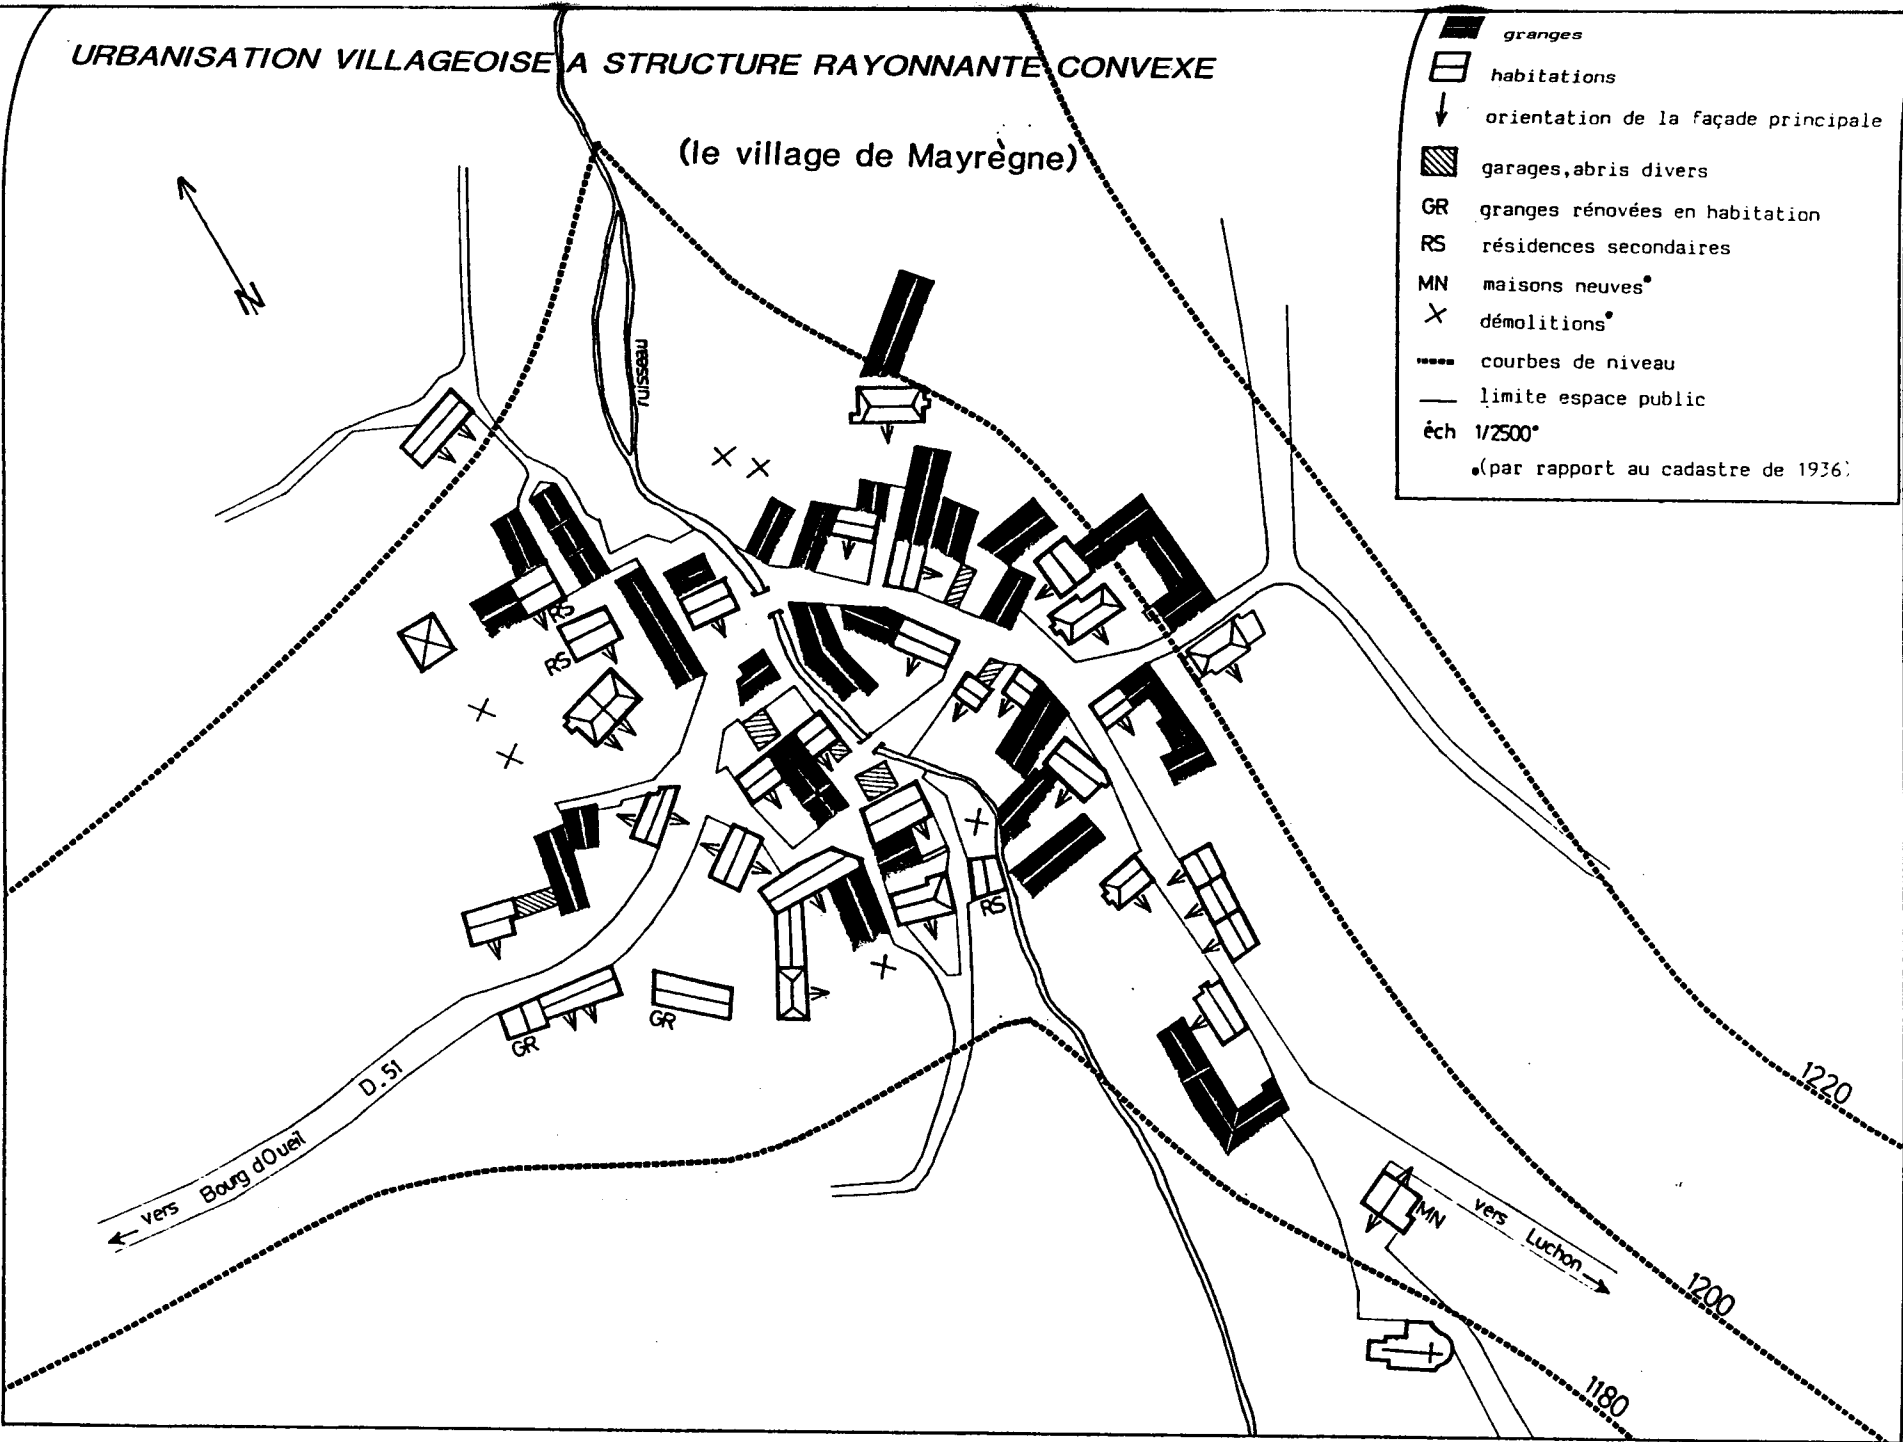 URBANISATION VILLAGEOISE A STRUCTURE RAYONNANTE CONVEXE
(le village de Mayrègne)
granges
habitations
orientation de la façade principale
garages,abris divers
GR granges rénovées en habitation
RS résidences secondaires
MN maisons neuves•
démolitions•
courbes de niveau
limite espace public
éch 1/2500°
•(par rapport au cadastre de 1936)
N
ruisseau
RS
RS
RS
GR
GR
D.51
vers Bourg d'Oueil
MN
vers Luchon
1220
1200
1180